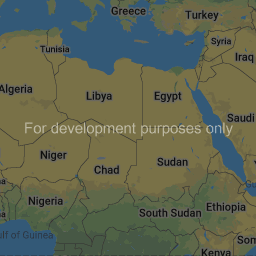 Greece
Turkey
Tunisia
Syria
Iraq
Algeria
Libya
Egypt
Saudi
For development purposes only
Niger
Chad
Sudan
Nigeria
South Sudan
Ethiopia
Gulf of Guinea
Kenya
Som